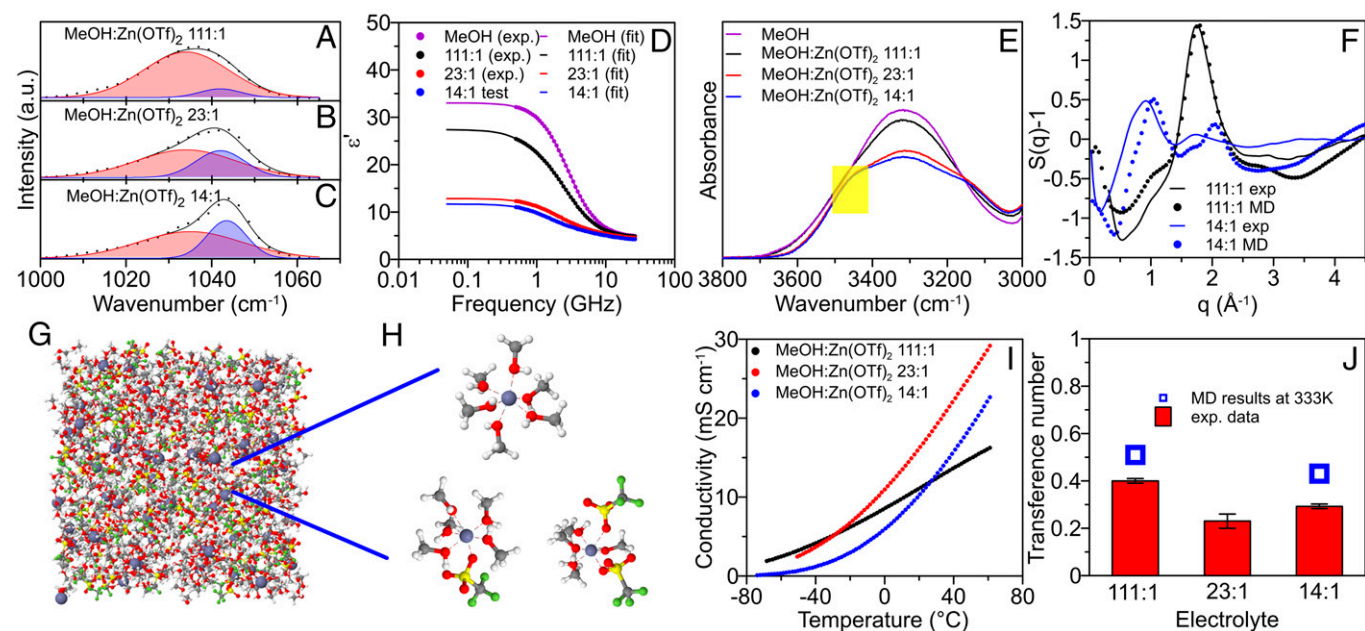 A
MeOH:Zn(OTf)₂ 111:1
B
MeOH:Zn(OTf)₂ 23:1
C
MeOH:Zn(OTf)₂ 14:1
Intensity (a.u.)
1000 1020 1040 1060
Wavenumber (cm⁻¹)
D
MeOH (exp.) MeOH (fit)
111:1 (exp.) 111:1 (fit)
23:1 (exp.) 23:1 (fit)
14:1 test 14:1 (fit)
ε'
50
40
30
20
10
0
0.01 0.1 1 10 100
Frequency (GHz)
E
MeOH
MeOH:Zn(OTf)₂ 111:1
MeOH:Zn(OTf)₂ 23:1
MeOH:Zn(OTf)₂ 14:1
Absorbance
3800 3600 3400 3200 3000
Wavenumber (cm⁻¹)
F
S(q)-1
1.5
1
0.5
0
-0.5
-1
-1.5
111:1 exp
111:1 MD
14:1 exp
14:1 MD
0 1 2 3 4
q (Å⁻¹)
G
H
I
MeOH:Zn(OTf)₂ 111:1
MeOH:Zn(OTf)₂ 23:1
MeOH:Zn(OTf)₂ 14:1
Conductivity (mS cm⁻¹)
30
20
10
0
-80 -40 0 40 80
Temperature (°C)
J
MD results at 333K
exp. data
Transference number
1
0.8
0.6
0.4
0.2
0
111:1 23:1 14:1
Electrolyte